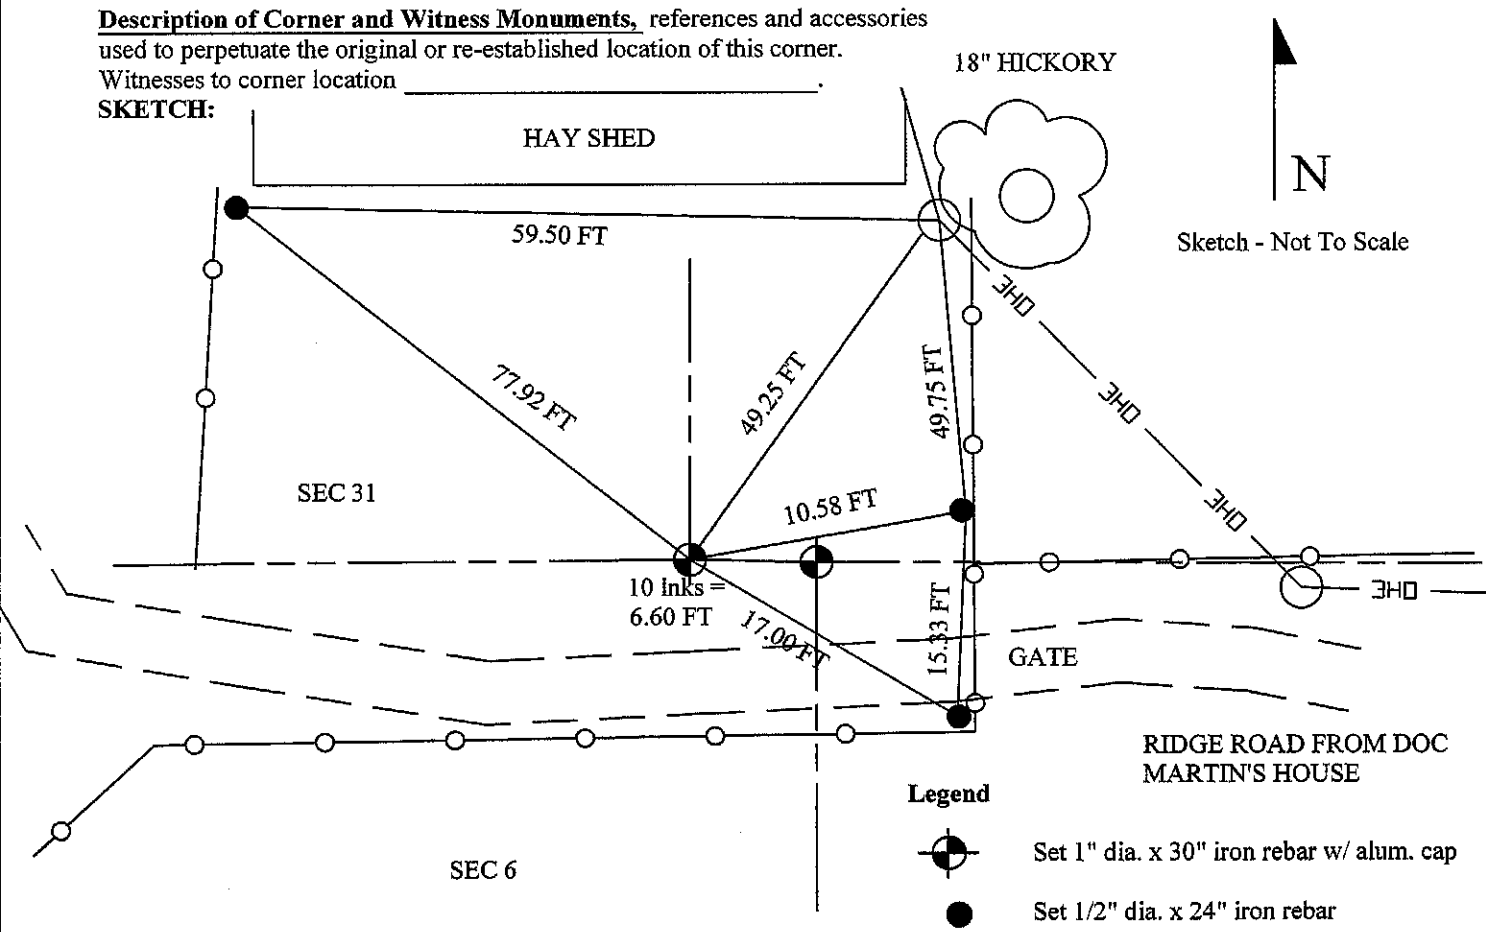 Description of Corner and Witness Monuments, references and accessories
used to perpetuate the original or re-established location of this corner.
Witnesses to corner location ______________________________.
SKETCH:
18" HICKORY
HAY SHED
N
Sketch - Not To Scale
59.50 FT
OHE
77.92 FT
49.25 FT
49.75 FT
OHE
SEC 31
10.58 FT
OHE
10 lnks =
6.60 FT
17.00 FT
15.33 FT
OHE
GATE
RIDGE ROAD FROM DOC
MARTIN'S HOUSE
Legend
Set 1" dia. x 30" iron rebar w/ alum. cap
SEC 6
Set 1/2" dia. x 24" iron rebar